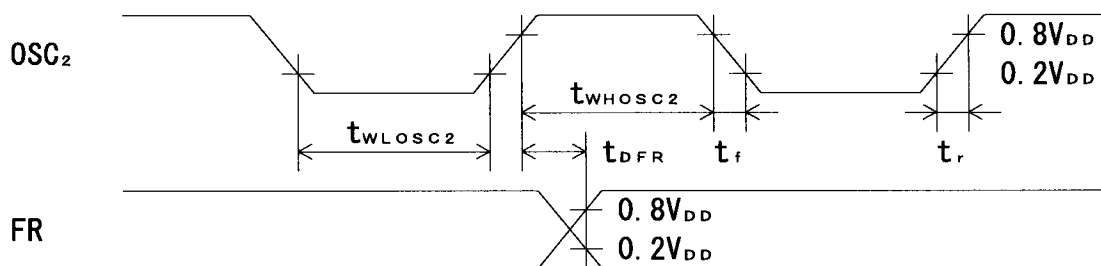 OSC₂
0.8VDD
0.2VDD
tWHOSC2
tWLOSC2
tDFR
tf
tr
FR
0.8VDD
0.2VDD